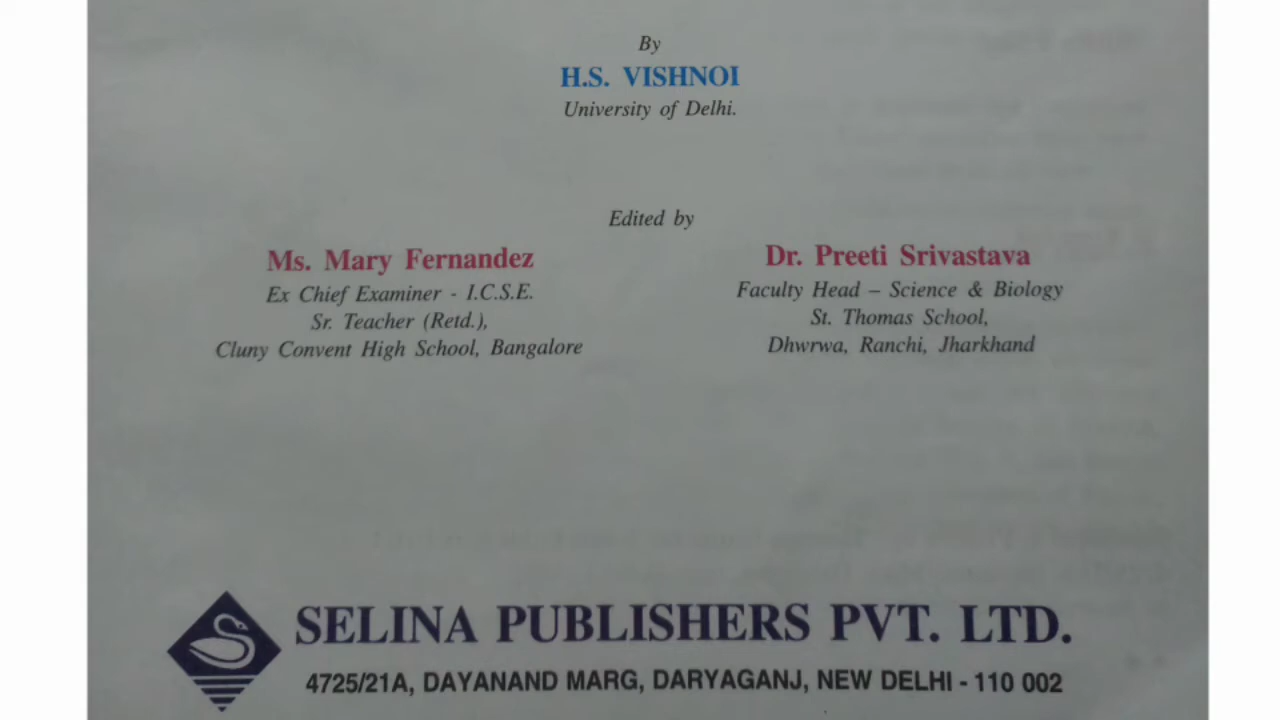 By
H.S. VISHNOI
University of Delhi.
Edited by
Ms. Mary Fernandez
Ex Chief Examiner - I.C.S.E.
Sr. Teacher (Retd.),
Cluny Convent High School, Bangalore
Dr. Preeti Srivastava
Faculty Head – Science & Biology
St. Thomas School,
Dhwrwa, Ranchi, Jharkhand
SELINA PUBLISHERS PVT. LTD.
4725/21A, DAYANAND MARG, DARYAGANJ, NEW DELHI - 110 002